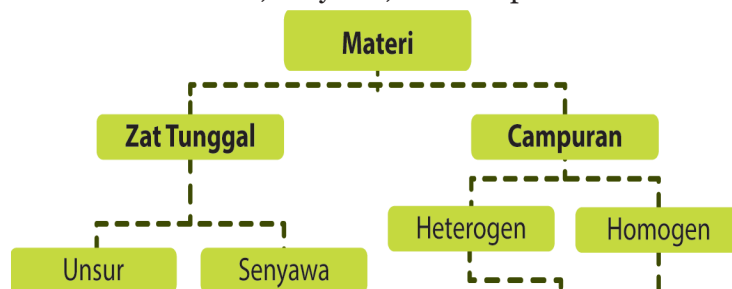 Materi
Zat Tunggal
Campuran
Heterogen
Homogen
Unsur
Senyawa